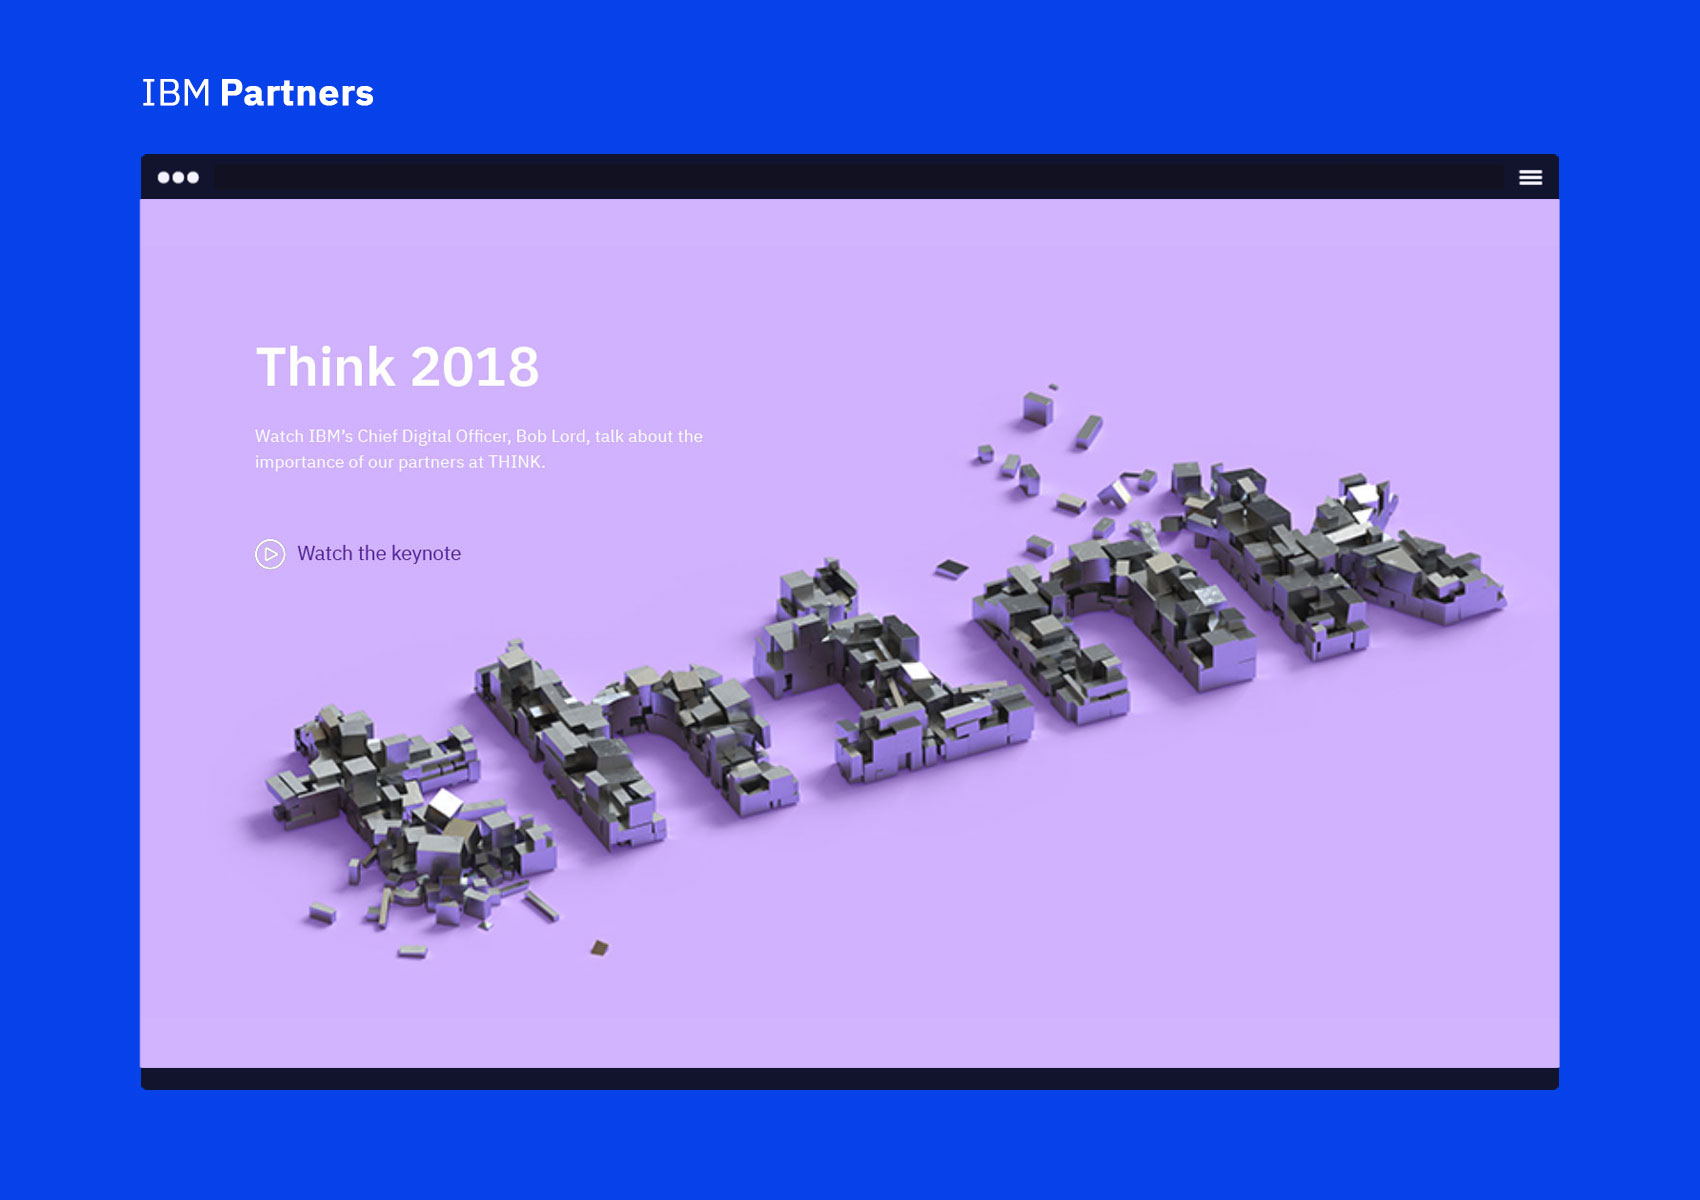 IBM Partners
Think 2018
Watch IBM’s Chief Digital Officer, Bob Lord, talk about the
importance of our partners at THINK.
Watch the keynote
think